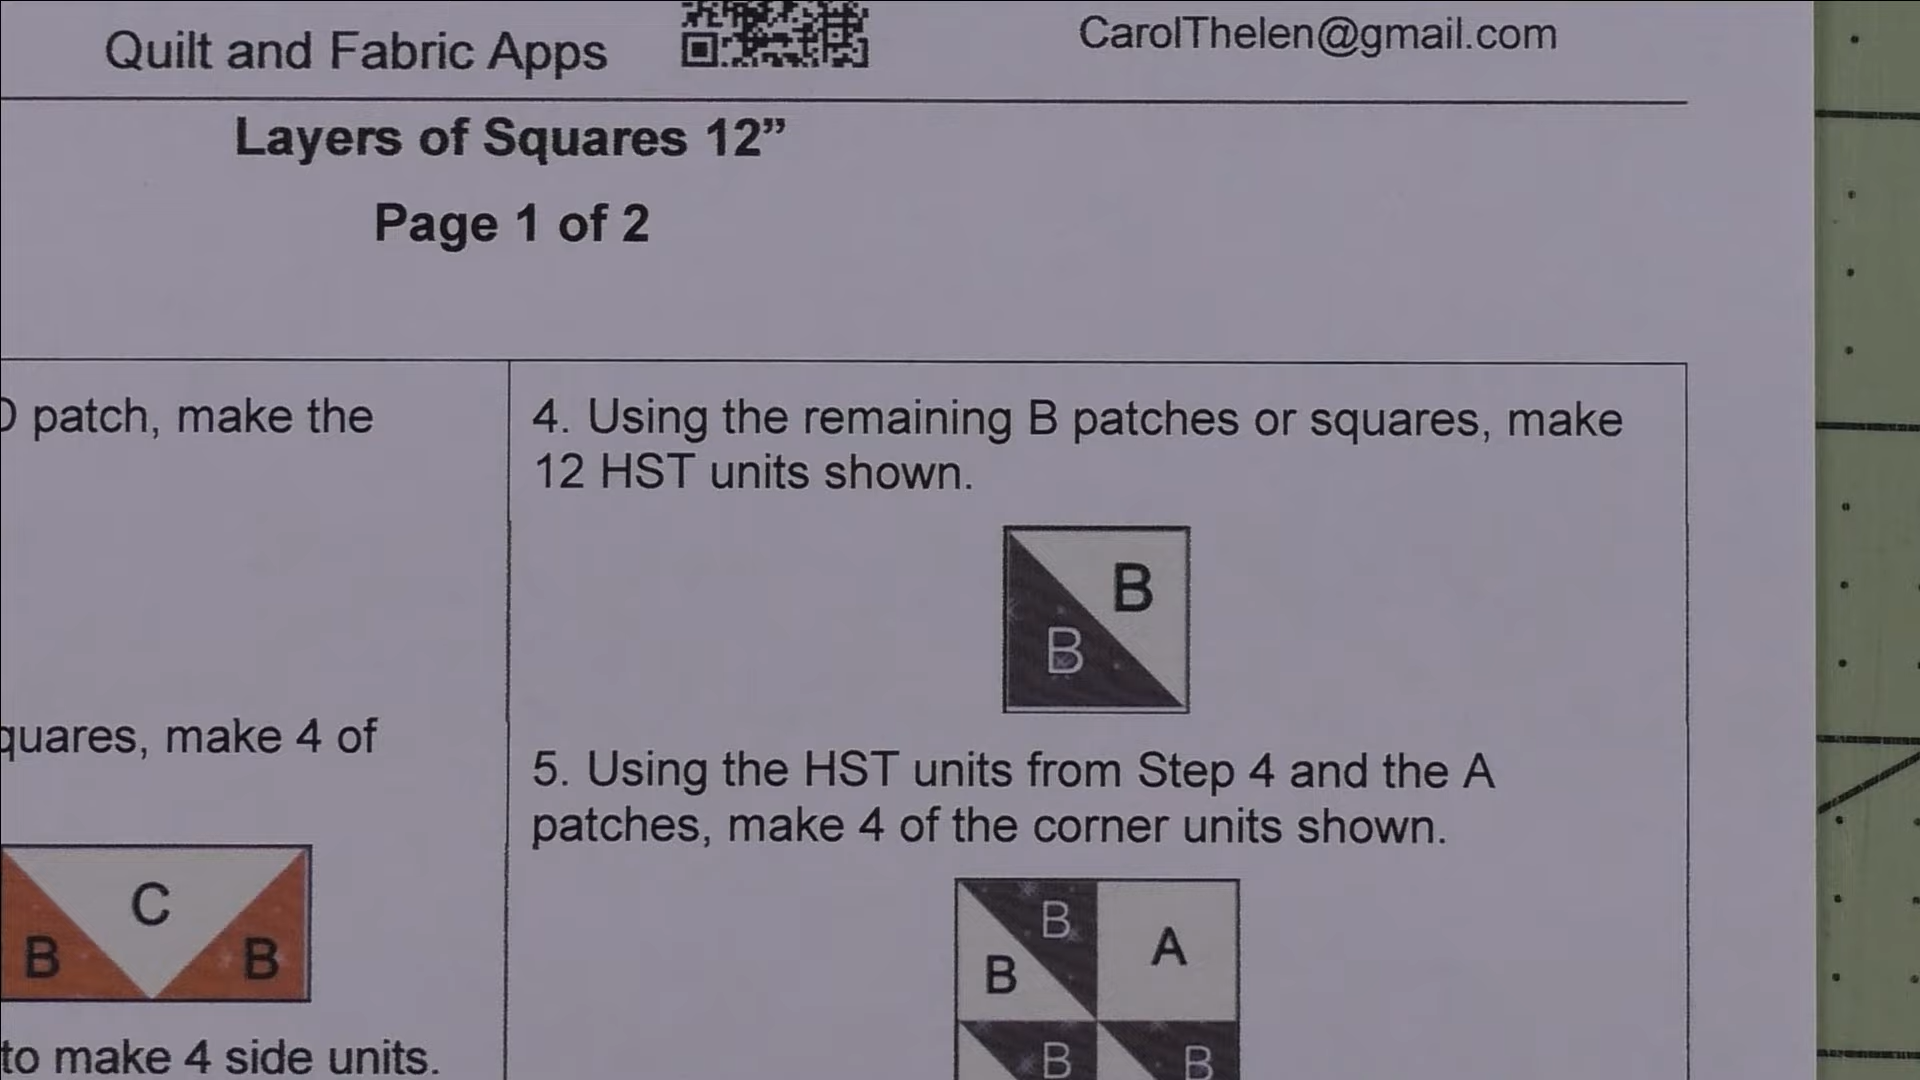 Quilt and Fabric Apps
CarolThelen@gmail.com
Layers of Squares 12”
Page 1 of 2
patch, make the
quares, make 4 of
C
B B
to make 4 side units.
4. Using the remaining B patches or squares, make
12 HST units shown.
B
B
5. Using the HST units from Step 4 and the A
patches, make 4 of the corner units shown.
B
A
B
B B